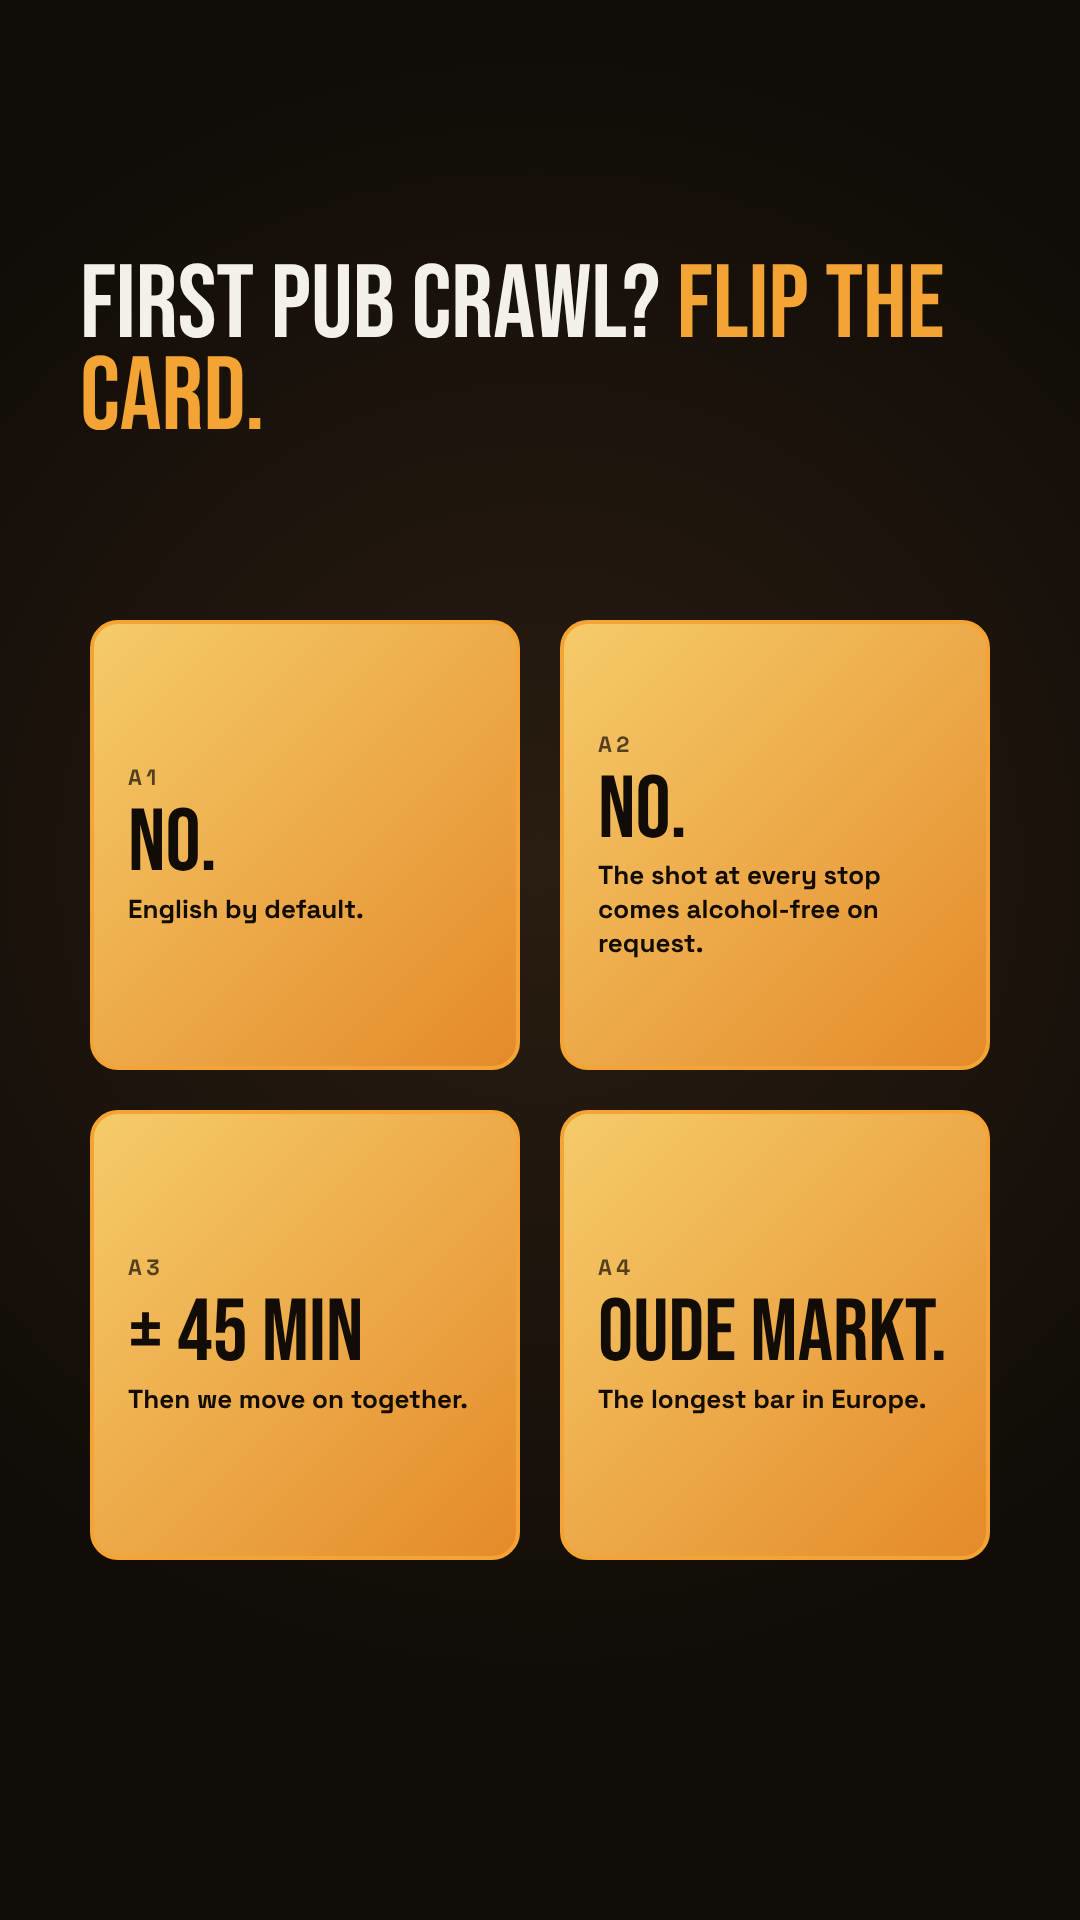 FIRST PUB CRAWL? FLIP THE
CARD.
A1
NO.
English by default.
A2
NO.
The shot at every stop
comes alcohol-free on
request.
A3
± 45 MIN
Then we move on together.
A4
OUDE MARKT.
The longest bar in Europe.